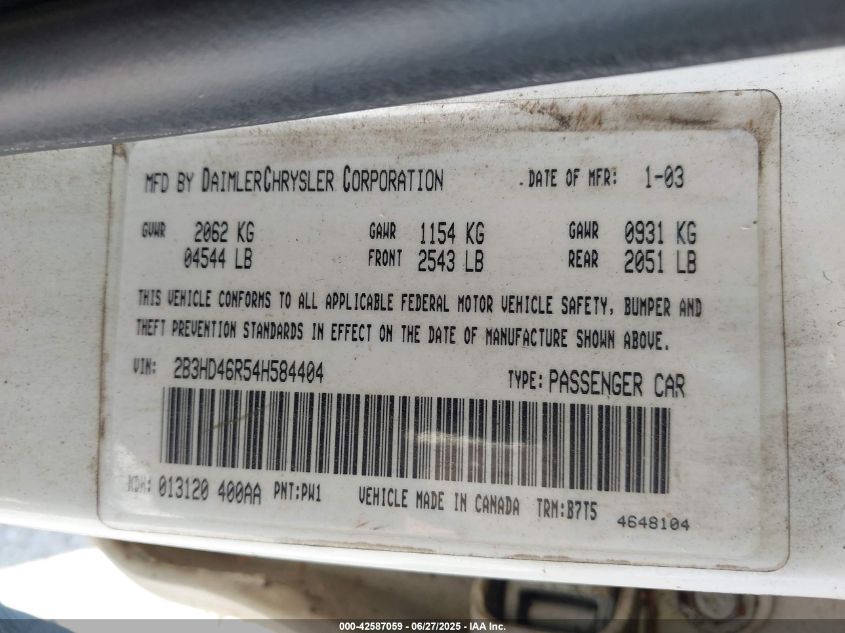 MFD BY DAIMLERCHRYSLER CORPORATION DATE OF MFR: 1-03
GVWR 2062 KG GAWR 1154 KG GAWR 0931 KG
04544 LB FRONT 2543 LB REAR 2051 LB
THIS VEHICLE CONFORMS TO ALL APPLICABLE FEDERAL MOTOR VEHICLE SAFETY, BUMPER AND
THEFT PREVENTION STANDARDS IN EFFECT ON THE DATE OF MANUFACTURE SHOWN ABOVE.
VIN: 2B3HD46R54H584404 TYPE: PASSENGER CAR
MDH: 013120 400AA PNT:PW1 VEHICLE MADE IN CANADA TRM:B7T5
4648104
000-42587059 - 06/27/2025 - IAA Inc.